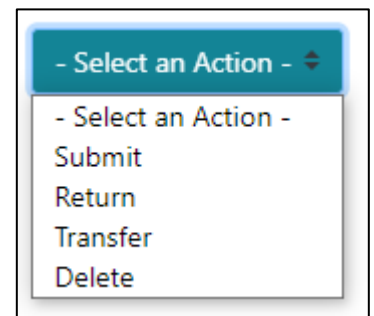 - Select an Action -
- Select an Action -
Submit
Return
Transfer
Delete